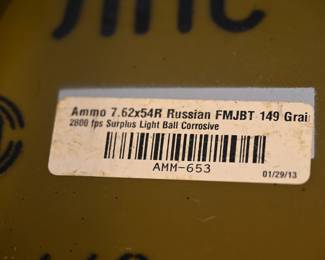 Ammo 7.62x54R Russian FMJBT 149 Grai
2800 fps Surplus Light Ball Corrosive
AMM-653
01/29/13